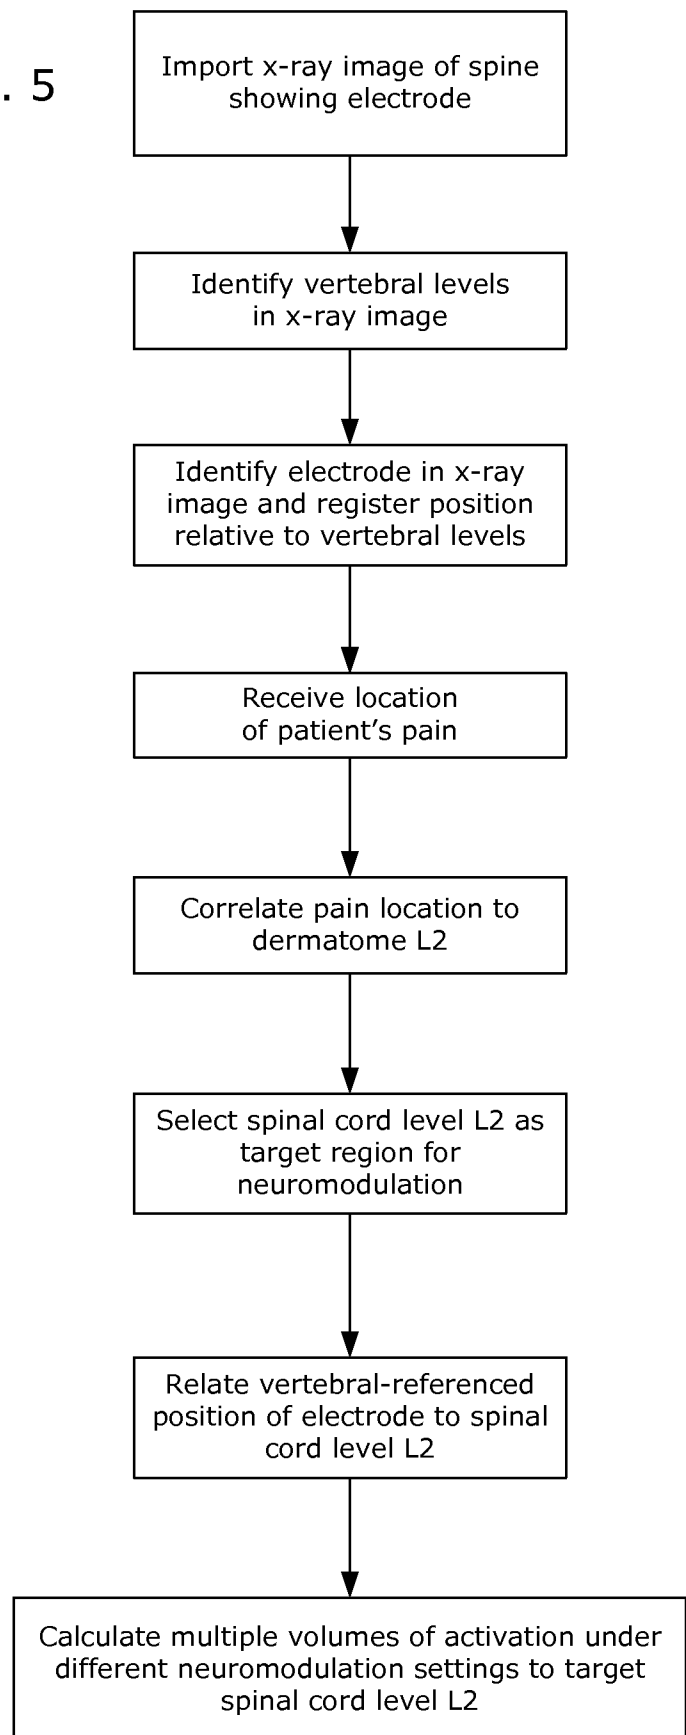 . 5
Import x-ray image of spine
showing electrode
Identify vertebral levels
in x-ray image
Identify electrode in x-ray
image and register position
relative to vertebral levels
Receive location
of patient’s pain
Correlate pain location to
dermatome L2
Select spinal cord level L2 as
target region for
neuromodulation
Relate vertebral-referenced
position of electrode to spinal
cord level L2
Calculate multiple volumes of activation under
different neuromodulation settings to target
spinal cord level L2